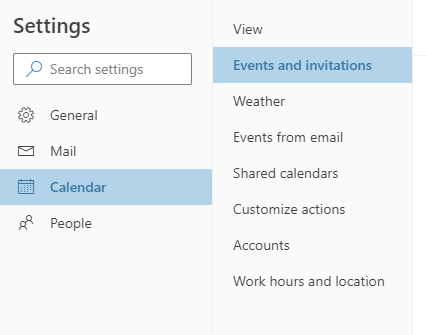 Settings
Search settings
General
Mail
Calendar
People
View
Events and invitations
Weather
Events from email
Shared calendars
Customize actions
Accounts
Work hours and location